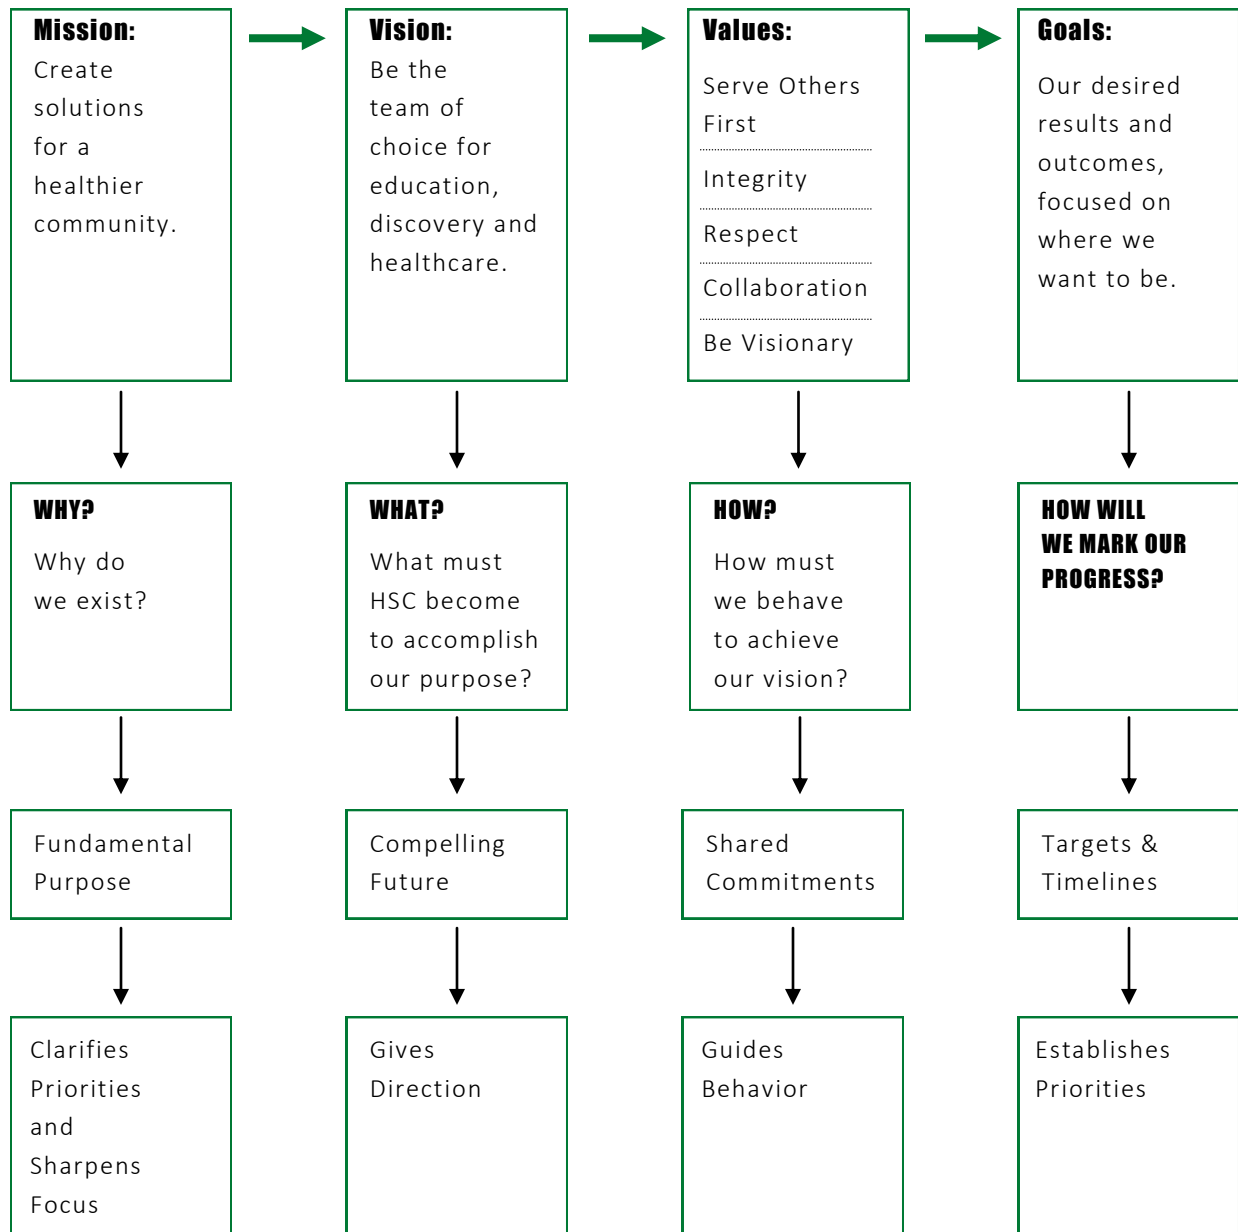 Mission:
Create
solutions
for a
healthier
community.
Vision:
Be the
team of
choice for
education,
discovery and
healthcare.
Values:
Serve Others
First
Integrity
Respect
Collaboration
Be Visionary
Goals:
Our desired
results and
outcomes,
focused on
where we
want to be.
WHY?
Why do
we exist?
WHAT?
What must
HSC become
to accomplish
our purpose?
HOW?
How must
we behave
to achieve
our vision?
HOW WILL
WE MARK OUR
PROGRESS?
Fundamental
Purpose
Compelling
Future
Shared
Commitments
Targets &
Timelines
Clarifies
Priorities
and
Sharpens
Focus
Gives
Direction
Guides
Behavior
Establishes
Priorities